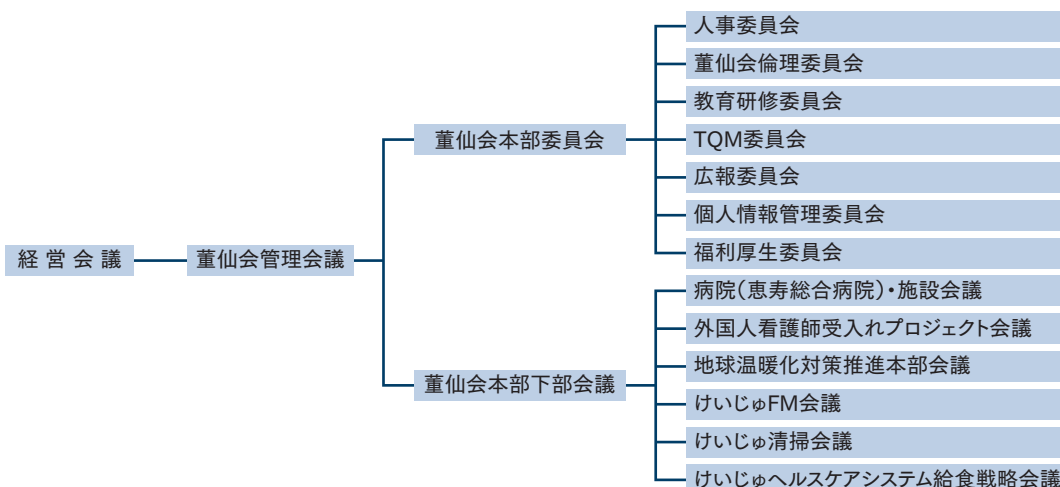 人事委員会
董仙会倫理委員会
教育研修委員会
董仙会本部委員会
TQM委員会
広報委員会
個人情報管理委員会
経営会議
董仙会管理会議
福利厚生委員会
病院(恵寿総合病院)・施設会議
外国人看護師受入れプロジェクト会議
地球温暖化対策推進本部会議
董仙会本部下部会議
けいじゅFM会議
けいじゅ清掃会議
けいじゅヘルスケアシステム給食戦略会議